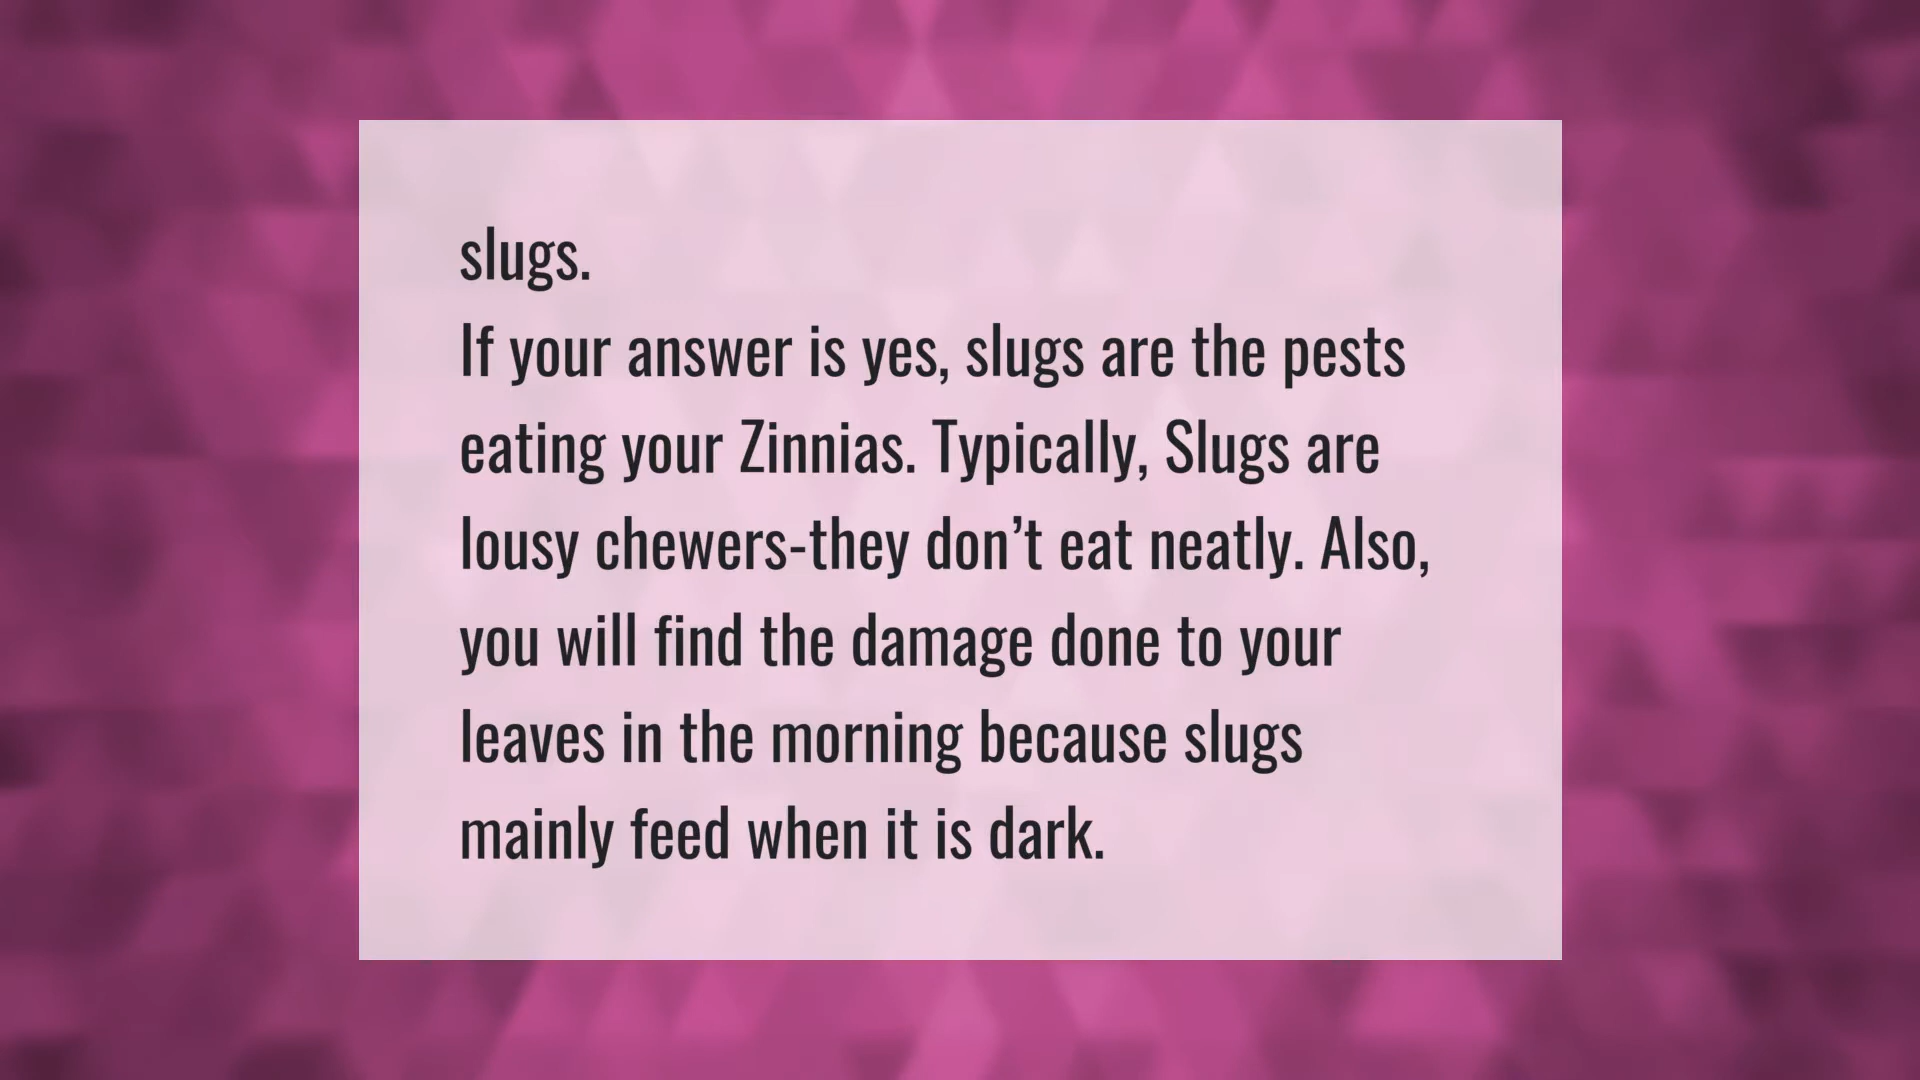 slugs.
If your answer is yes, slugs are the pests
eating your Zinnias. Typically, Slugs are
lousy chewers-they don’t eat neatly. Also,
you will find the damage done to your
leaves in the morning because slugs
mainly feed when it is dark.